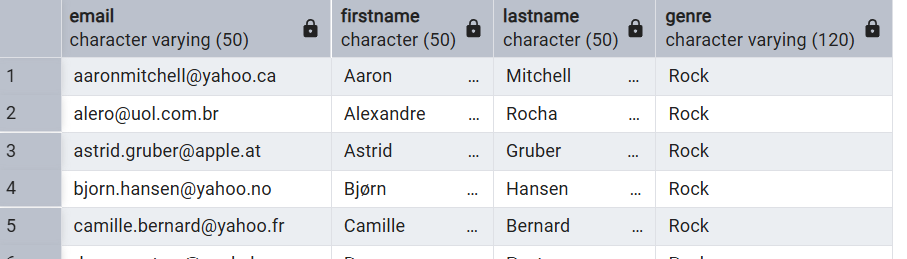 email firstname lastname genre
character varying (50) character (50) character (50) character varying (120)
1 aaronmitchell@yahoo.ca Aaron ... Mitchell ... Rock
2 alero@uol.com.br Alexandre ... Rocha ... Rock
3 astrid.gruber@apple.at Astrid ... Gruber ... Rock
4 bjorn.hansen@yahoo.no Bjørn ... Hansen ... Rock
5 camille.bernard@yahoo.fr Camille ... Bernard ... Rock